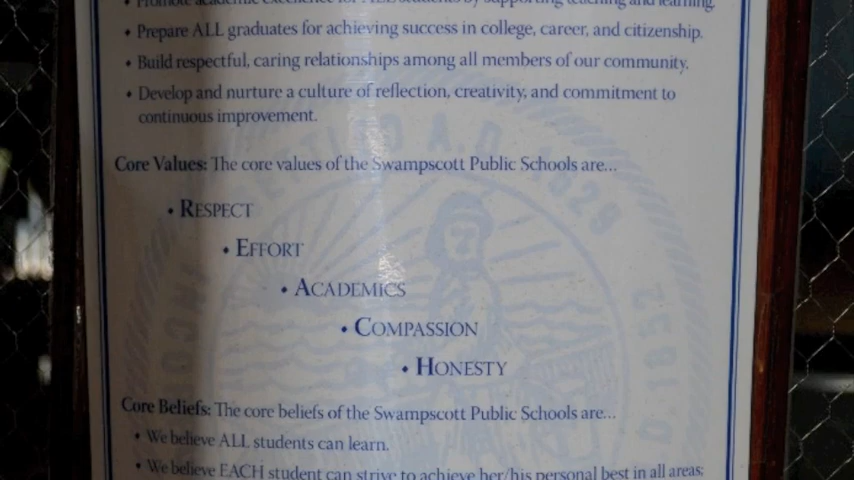 • Promote academic excellence for ALL students by supporting teaching and learning.
• Prepare ALL graduates for achieving success in college, career, and citizenship.
• Build respectful, caring relationships among all members of our community.
• Develop and nurture a culture of reflection, creativity, and commitment to
continuous improvement.
Core Values: The core values of the Swampscott Public Schools are...
• RESPECT
• EFFORT
• ACADEMICS
• COMPASSION
• HONESTY
Core Beliefs: The core beliefs of the Swampscott Public Schools are...
• We believe ALL students can learn.
• We believe EACH student can strive to achieve her/his personal best in all areas;
SETTLED A.D. 1629
INCO
D 1852